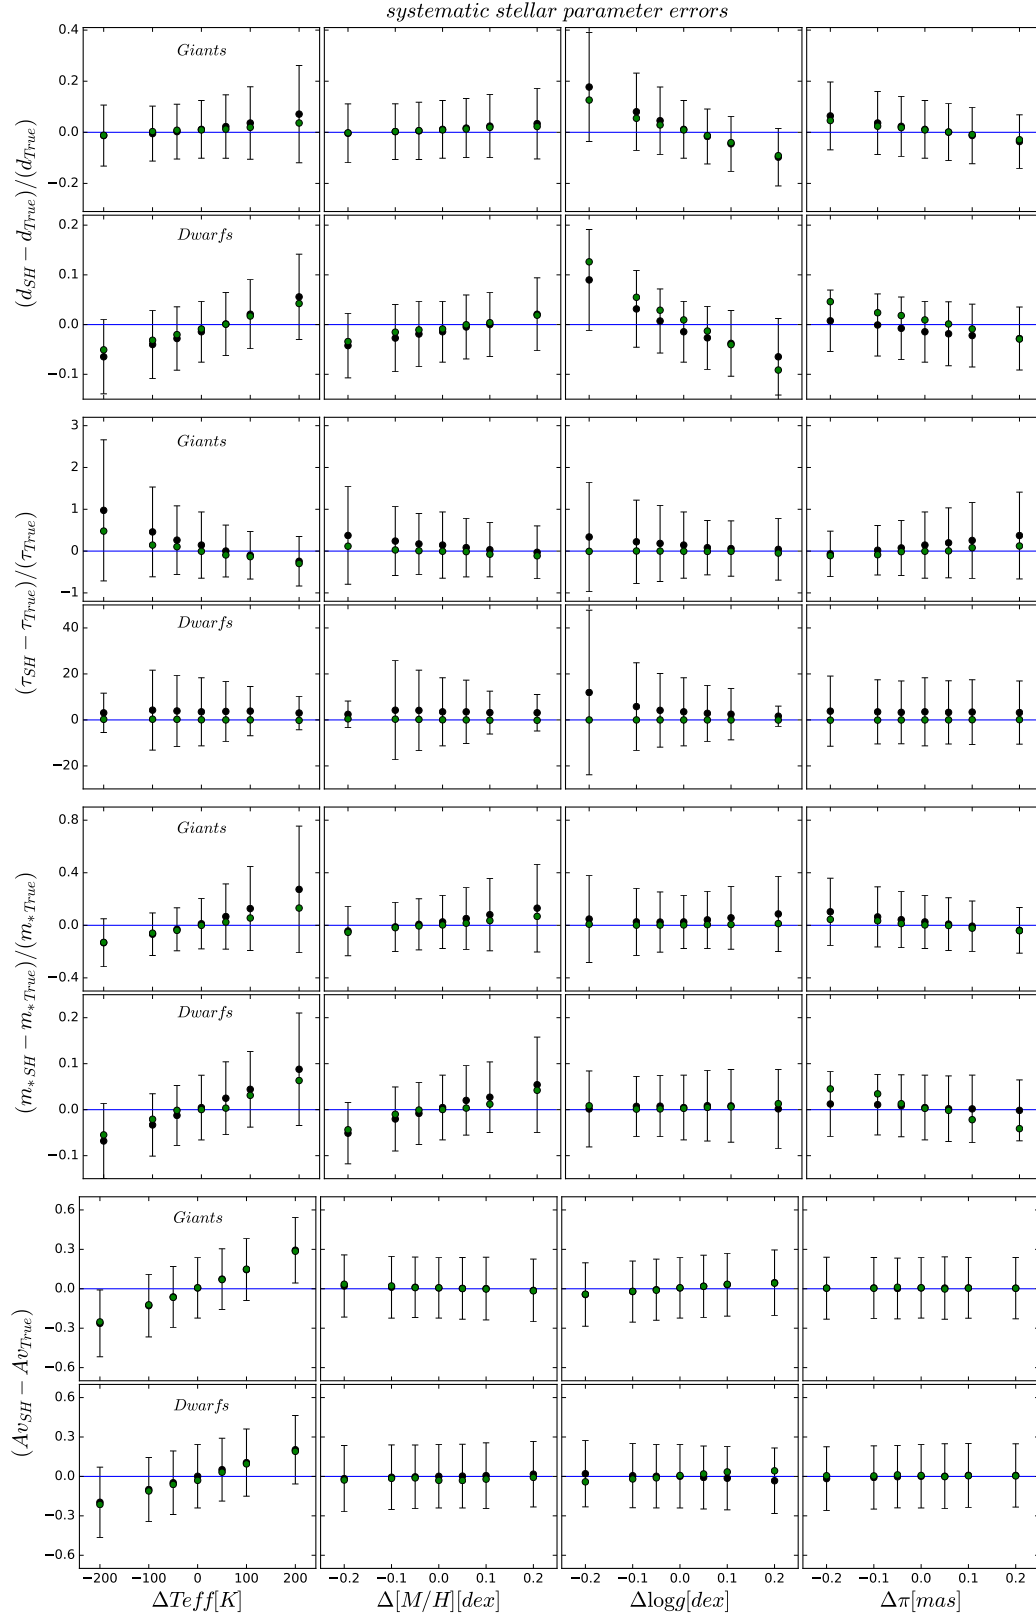 systematic stellar parameter errors
(d_SH − d_True)/(d_True)
Giants
0.4
0.2
0.0
−0.2
Dwarfs
0.2
0.1
0.0
−0.1
(τ_SH − τ_True)/(τ_True)
Giants
3
2
1
0
−1
Dwarfs
40
20
0
−20
(m_*SH − m_*True)/(m_*True)
Giants
0.8
0.4
0.0
−0.4
Dwarfs
0.2
0.1
0.0
−0.1
(Av_SH − Av_True)
Giants
0.6
0.3
0.0
−0.3
−0.6
Dwarfs
0.6
0.3
0.0
−0.3
−0.6
−200 −100 0 100 200 −0.2 −0.1 0.0 0.1 0.2 −0.2 −0.1 0.0 0.1 0.2 −0.2 −0.1 0.0 0.1 0.2
ΔTeff[K] Δ[M/H][dex] Δlogg[dex] Δπ[mas]